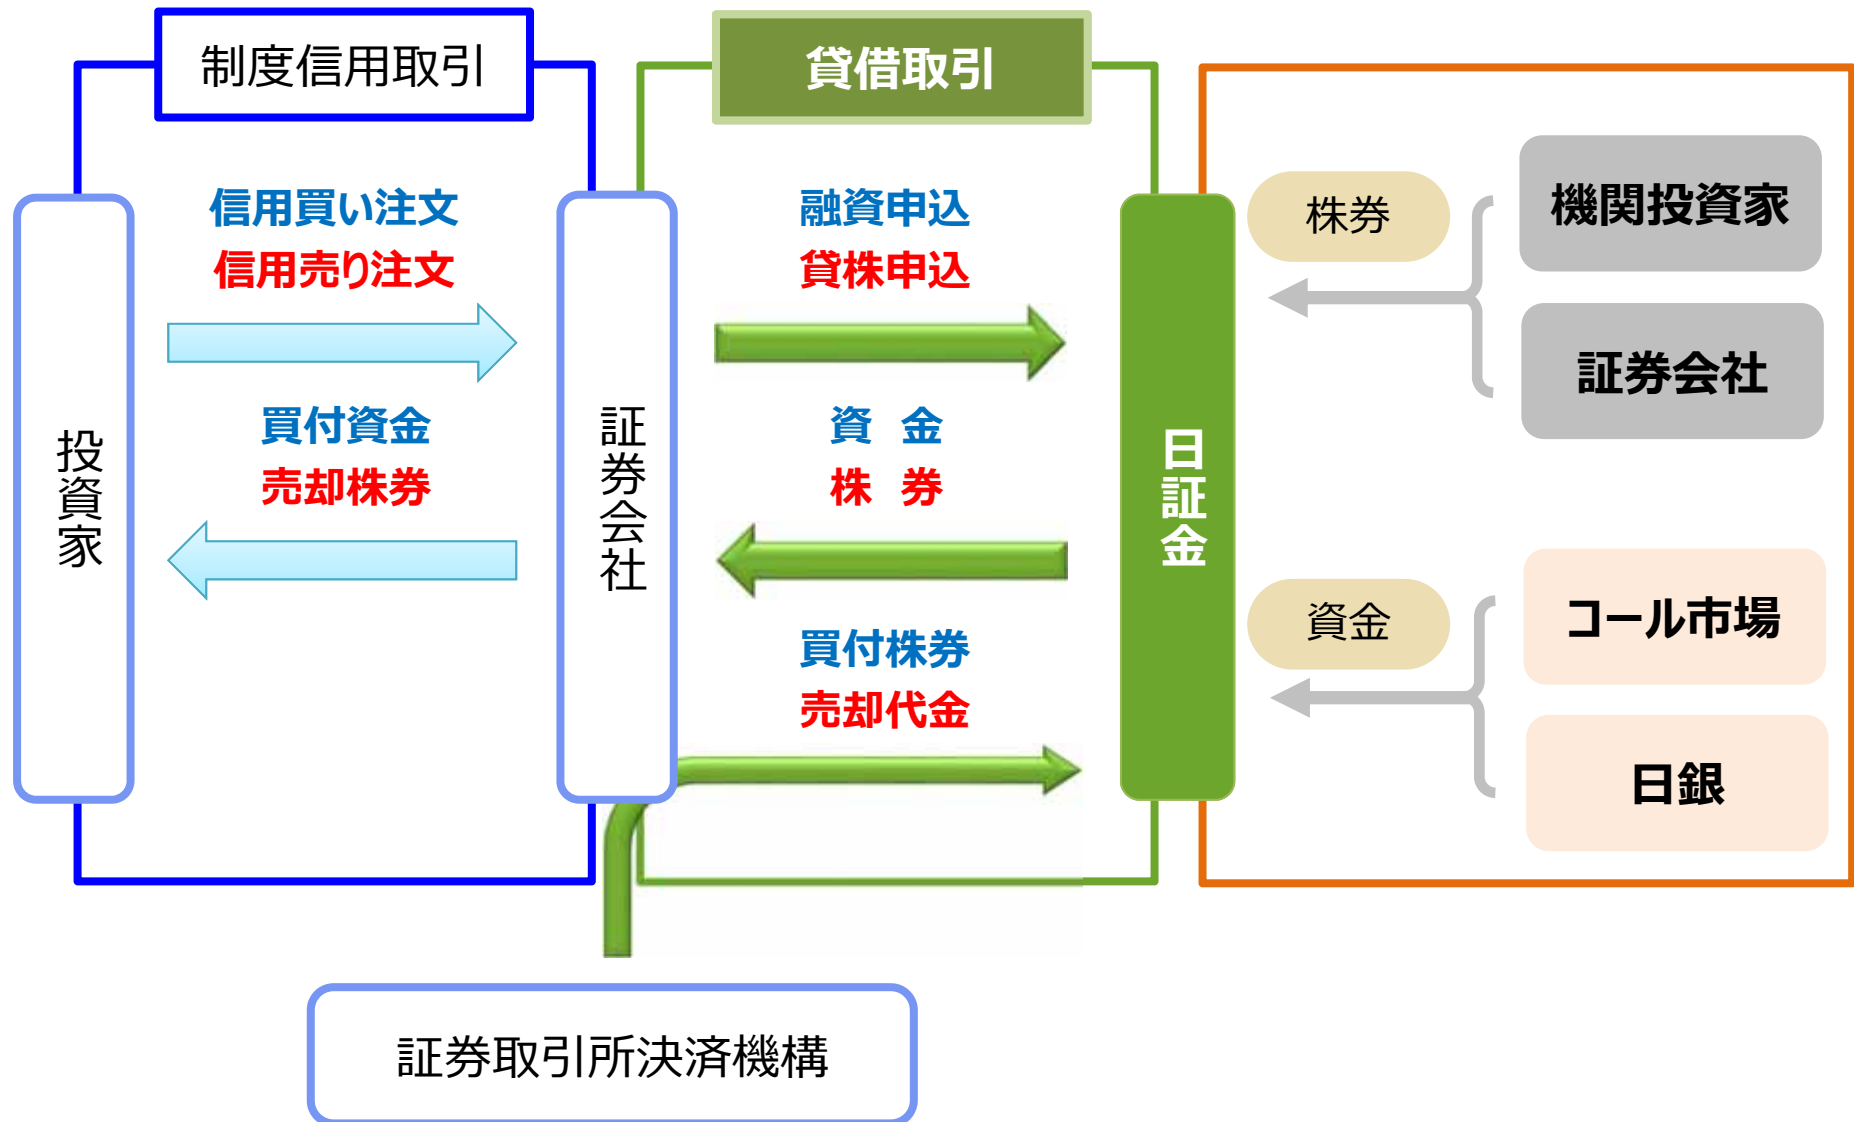 制度信用取引
貸借取引
信用買い注文
信用売り注文
融資申込
貸株申込
株券
機関投資家
証券会社
買付資金
売却株券
資 金
株 券
投資家
証券会社
日証金
買付株券
売却代金
資金
コール市場
日銀
証券取引所決済機構